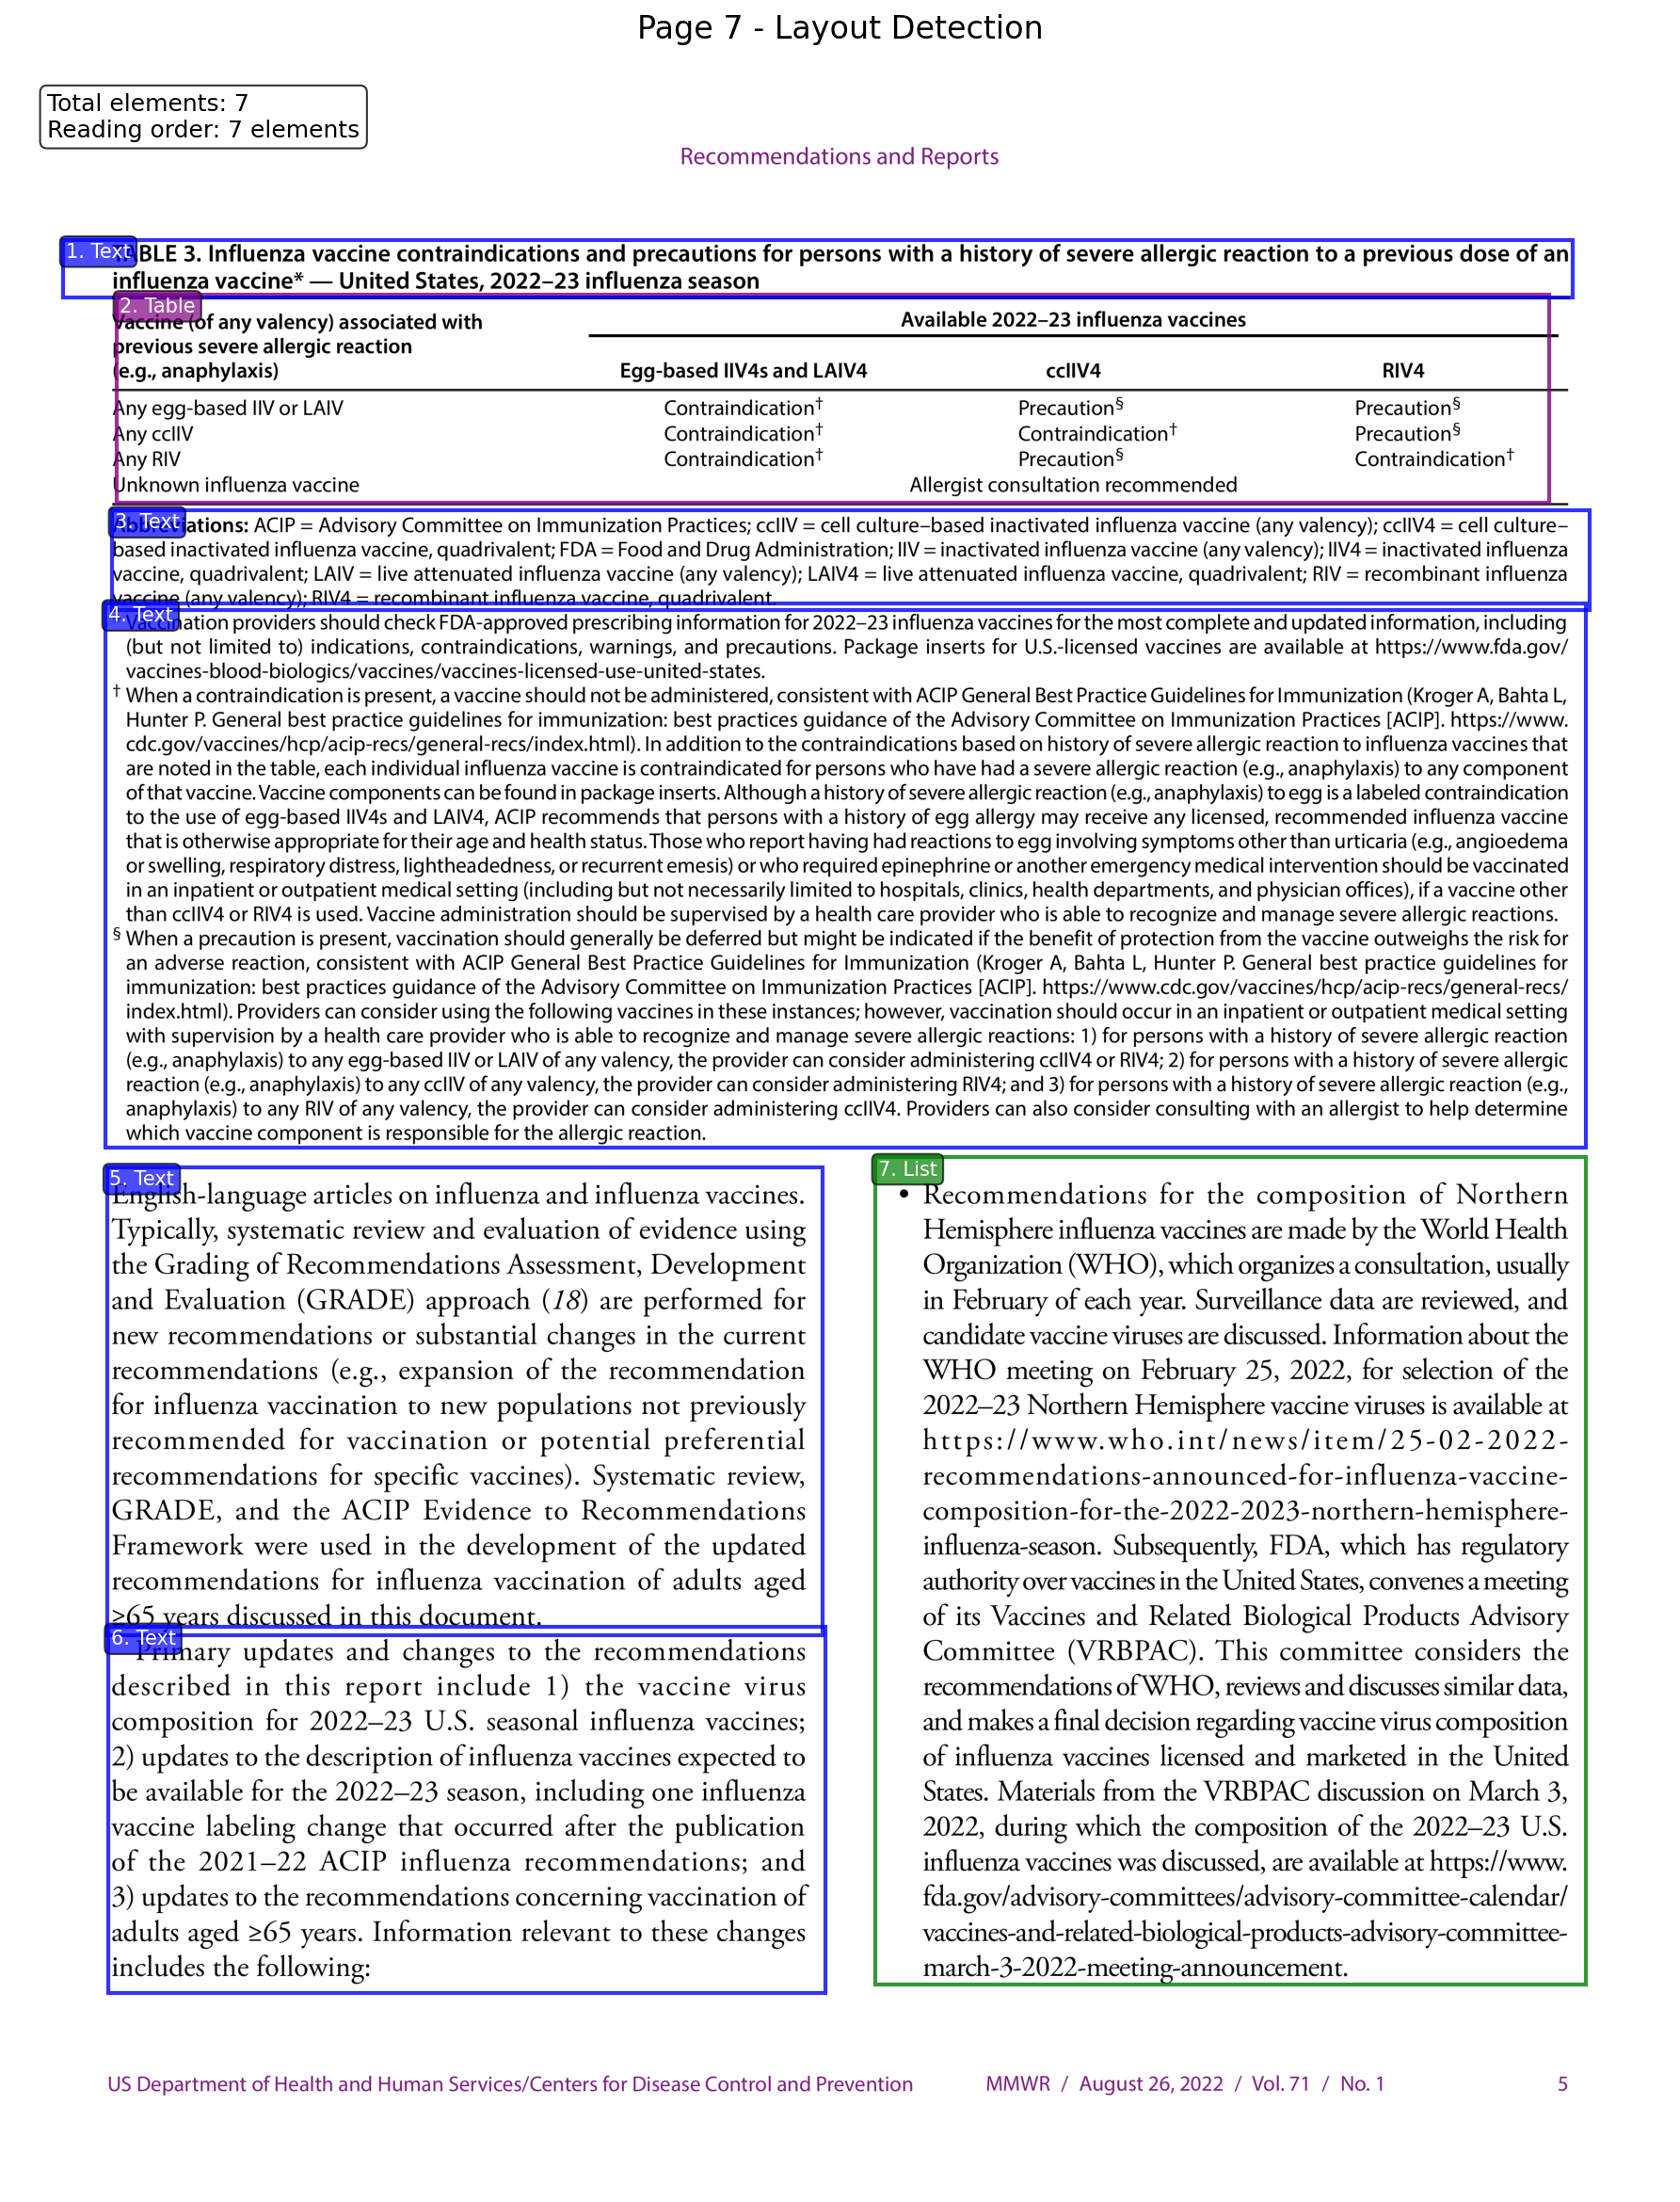 Page 7 - Layout Detection
Total elements: 7
Reading order: 7 elements
Recommendations and Reports
1. Text
TABLE 3. Influenza vaccine contraindications and precautions for persons with a history of severe allergic reaction to a previous dose of an
influenza vaccine* — United States, 2022–23 influenza season
2. Table
Vaccine (of any valency) associated with
previous severe allergic reaction
(e.g., anaphylaxis)
Available 2022–23 influenza vaccines
Egg-based IIV4s and LAIV4 ccIIV4 RIV4
Any egg-based IIV or LAIV Contraindication† Precaution§ Precaution§
Any ccIIV Contraindication† Contraindication† Precaution§
Any RIV Contraindication† Precaution§ Contraindication†
Unknown influenza vaccine Allergist consultation recommended
3. Text
Abbreviations: ACIP = Advisory Committee on Immunization Practices; ccIIV = cell culture–based inactivated influenza vaccine (any valency); ccIIV4 = cell culture–
based inactivated influenza vaccine, quadrivalent; FDA = Food and Drug Administration; IIV = inactivated influenza vaccine (any valency); IIV4 = inactivated influenza
vaccine, quadrivalent; LAIV = live attenuated influenza vaccine (any valency); LAIV4 = live attenuated influenza vaccine, quadrivalent; RIV = recombinant influenza
vaccine (any valency); RIV4 = recombinant influenza vaccine, quadrivalent.
4. Text
Vaccination providers should check FDA-approved prescribing information for 2022–23 influenza vaccines for the most complete and updated information, including
(but not limited to) indications, contraindications, warnings, and precautions. Package inserts for U.S.-licensed vaccines are available at https://www.fda.gov/
vaccines-blood-biologics/vaccines/vaccines-licensed-use-united-states.
† When a contraindication is present, a vaccine should not be administered, consistent with ACIP General Best Practice Guidelines for Immunization (Kroger A, Bahta L,
Hunter P. General best practice guidelines for immunization: best practices guidance of the Advisory Committee on Immunization Practices [ACIP]. https://www.
cdc.gov/vaccines/hcp/acip-recs/general-recs/index.html). In addition to the contraindications based on history of severe allergic reaction to influenza vaccines that
are noted in the table, each individual influenza vaccine is contraindicated for persons who have had a severe allergic reaction (e.g., anaphylaxis) to any component
of that vaccine. Vaccine components can be found in package inserts. Although a history of severe allergic reaction (e.g., anaphylaxis) to egg is a labeled contraindication
to the use of egg-based IIV4s and LAIV4, ACIP recommends that persons with a history of egg allergy may receive any licensed, recommended influenza vaccine
that is otherwise appropriate for their age and health status. Those who report having had reactions to egg involving symptoms other than urticaria (e.g., angioedema
or swelling, respiratory distress, lightheadedness, or recurrent emesis) or who required epinephrine or another emergency medical intervention should be vaccinated
in an inpatient or outpatient medical setting (including but not necessarily limited to hospitals, clinics, health departments, and physician offices), if a vaccine other
than ccIIV4 or RIV4 is used. Vaccine administration should be supervised by a health care provider who is able to recognize and manage severe allergic reactions.
§ When a precaution is present, vaccination should generally be deferred but might be indicated if the benefit of protection from the vaccine outweighs the risk for
an adverse reaction, consistent with ACIP General Best Practice Guidelines for Immunization (Kroger A, Bahta L, Hunter P. General best practice guidelines for
immunization: best practices guidance of the Advisory Committee on Immunization Practices [ACIP]. https://www.cdc.gov/vaccines/hcp/acip-recs/general-recs/
index.html). Providers can consider using the following vaccines in these instances; however, vaccination should occur in an inpatient or outpatient medical setting
with supervision by a health care provider who is able to recognize and manage severe allergic reactions: 1) for persons with a history of severe allergic reaction
(e.g., anaphylaxis) to any egg-based IIV or LAIV of any valency, the provider can consider administering ccIIV4 or RIV4; 2) for persons with a history of severe allergic
reaction (e.g., anaphylaxis) to any ccIIV of any valency, the provider can consider administering RIV4; and 3) for persons with a history of severe allergic reaction (e.g.,
anaphylaxis) to any RIV of any valency, the provider can consider administering ccIIV4. Providers can also consider consulting with an allergist to help determine
which vaccine component is responsible for the allergic reaction.
5. Text
English-language articles on influenza and influenza vaccines.
Typically, systematic review and evaluation of evidence using
the Grading of Recommendations Assessment, Development
and Evaluation (GRADE) approach (18) are performed for
new recommendations or substantial changes in the current
recommendations (e.g., expansion of the recommendation
for influenza vaccination to new populations not previously
recommended for vaccination or potential preferential
recommendations for specific vaccines). Systematic review,
GRADE, and the ACIP Evidence to Recommendations
Framework were used in the development of the updated
recommendations for influenza vaccination of adults aged
≥65 years discussed in this document.
6. Text
Primary updates and changes to the recommendations
described in this report include 1) the vaccine virus
composition for 2022–23 U.S. seasonal influenza vaccines;
2) updates to the description of influenza vaccines expected to
be available for the 2022–23 season, including one influenza
vaccine labeling change that occurred after the publication
of the 2021–22 ACIP influenza recommendations; and
3) updates to the recommendations concerning vaccination of
adults aged ≥65 years. Information relevant to these changes
includes the following:
7. List
• Recommendations for the composition of Northern
Hemisphere influenza vaccines are made by the World Health
Organization (WHO), which organizes a consultation, usually
in February of each year. Surveillance data are reviewed, and
candidate vaccine viruses are discussed. Information about the
WHO meeting on February 25, 2022, for selection of the
2022–23 Northern Hemisphere vaccine viruses is available at
https://www.who.int/news/item/25-02-2022-
recommendations-announced-for-influenza-vaccine-
composition-for-the-2022-2023-northern-hemisphere-
influenza-season. Subsequently, FDA, which has regulatory
authority over vaccines in the United States, convenes a meeting
of its Vaccines and Related Biological Products Advisory
Committee (VRBPAC). This committee considers the
recommendations of WHO, reviews and discusses similar data,
and makes a final decision regarding vaccine virus composition
of influenza vaccines licensed and marketed in the United
States. Materials from the VRBPAC discussion on March 3,
2022, during which the composition of the 2022–23 U.S.
influenza vaccines was discussed, are available at https://www.
fda.gov/advisory-committees/advisory-committee-calendar/
vaccines-and-related-biological-products-advisory-committee-
march-3-2022-meeting-announcement.
US Department of Health and Human Services/Centers for Disease Control and Prevention MMWR / August 26, 2022 / Vol. 71 / No. 1 5